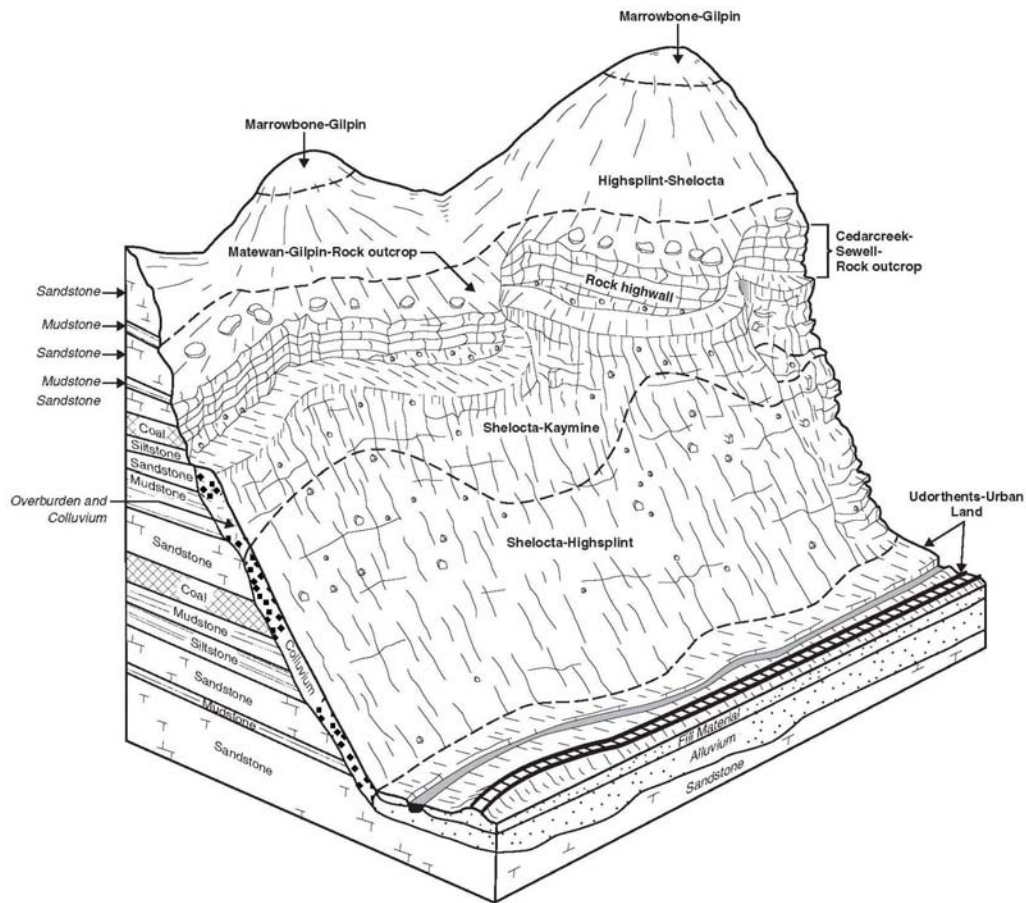 Marrowbone-Gilpin
Marrowbone-Gilpin
Highsplint-Shelocta
Matewan-Gilpin-Rock outcrop
Cedarcreek-
Sewell-
Rock outcrop
Rock highwall
Sandstone
Mudstone
Sandstone
Mudstone
Sandstone
Coal
Siltstone
Sandstone
Mudstone
Overburden and
Colluvium
Shelocta-Kaymine
Udorthents-Urban
Land
Shelocta-Highsplint
Sandstone
Coal
Mudstone
Siltstone
Sandstone
Mudstone
Sandstone
Colluvium
Fill Material
Alluvium
Sandstone